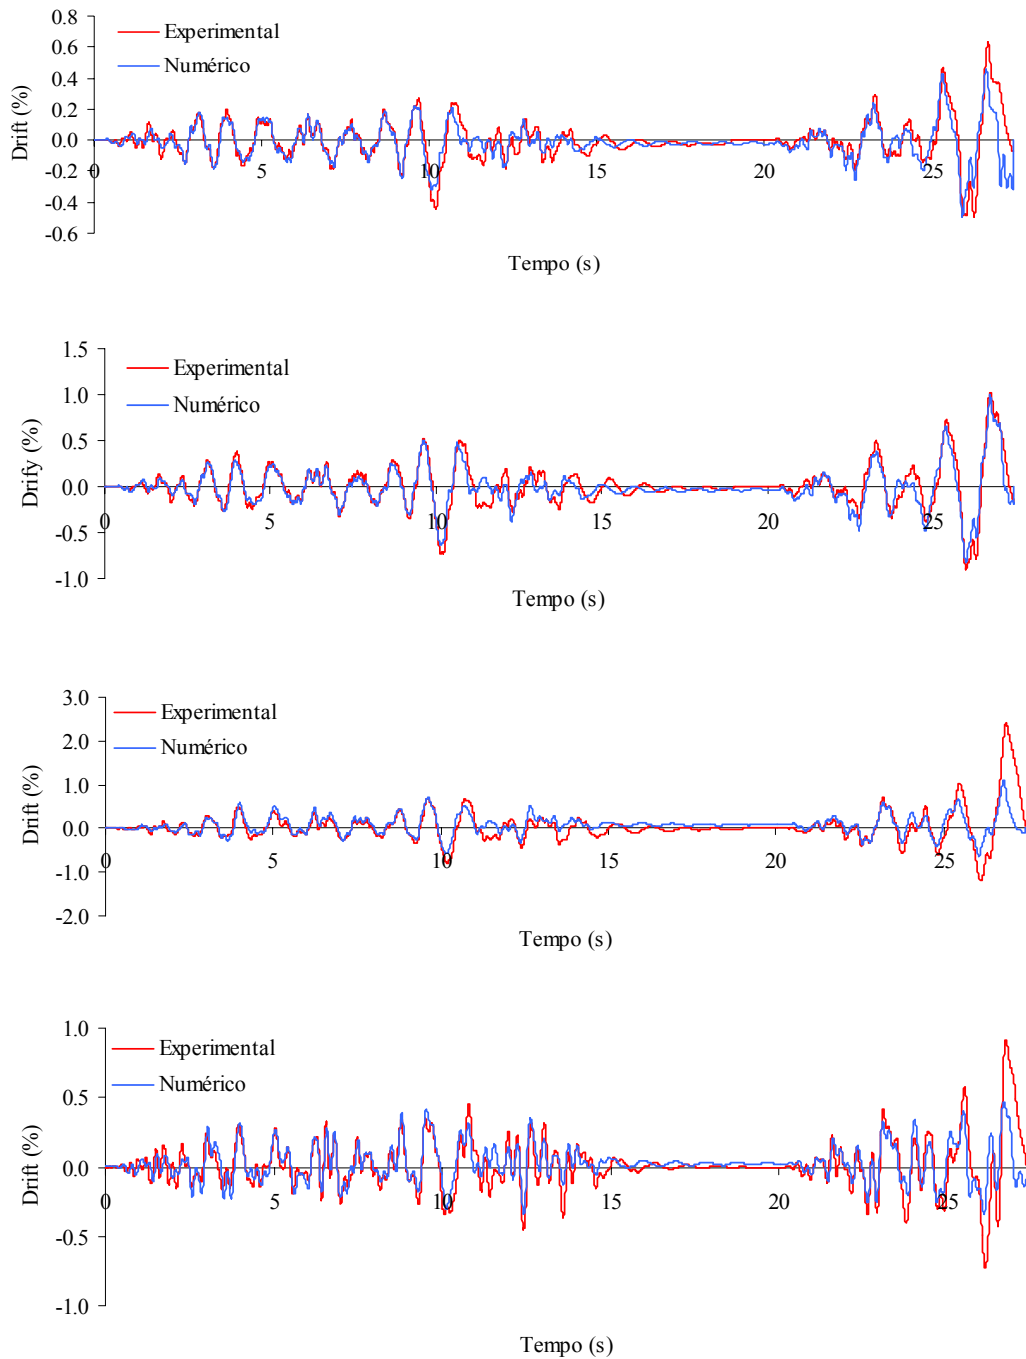 0.8
Experimental
0.6
Numérico
0.4
0.2
0.0
-0.2
-0.4
-0.6
Drift (%)
0 5 10 15 20 25
Tempo (s)
1.5
Experimental
1.0
Numérico
0.5
0.0
-0.5
-1.0
Drify (%)
0 5 10 15 20 25
Tempo (s)
3.0
Experimental
2.0
Numérico
1.0
0.0
-1.0
-2.0
Drift (%)
0 5 10 15 20 25
Tempo (s)
1.0
Experimental
Numérico
0.5
0.0
-0.5
-1.0
Drift (%)
0 5 10 15 20 25
Tempo (s)